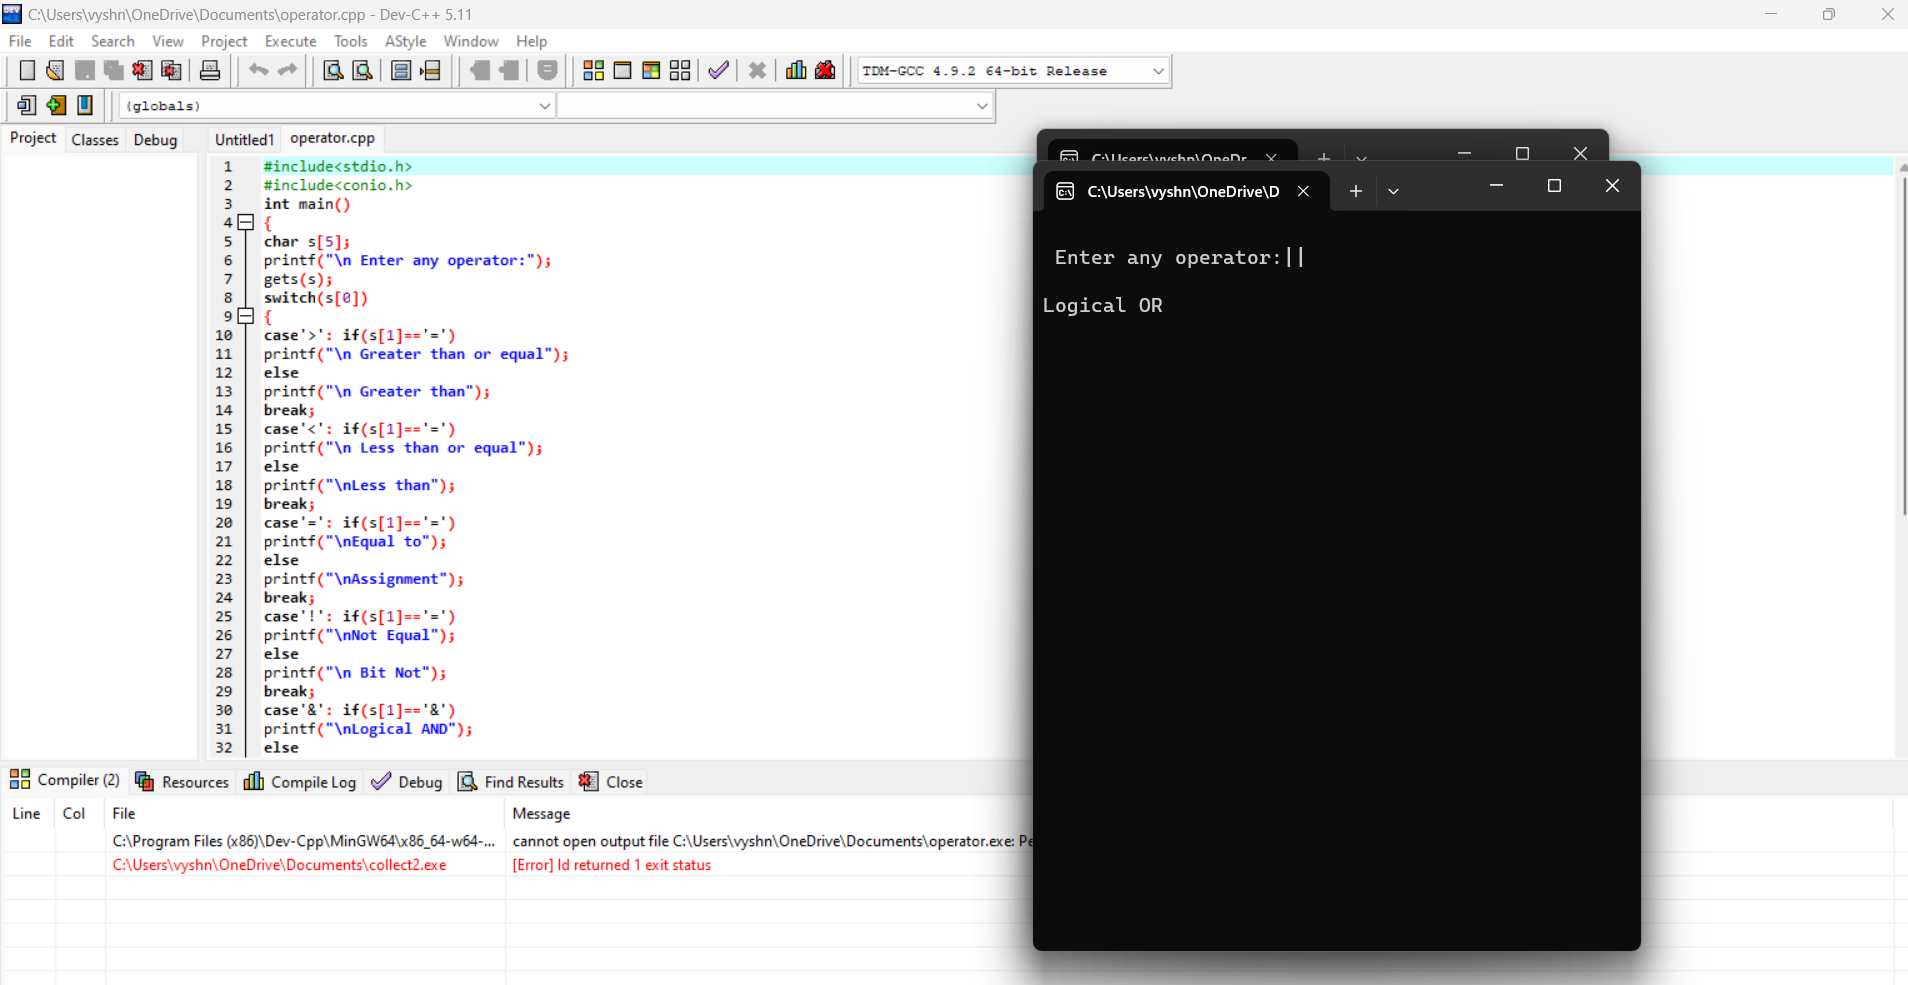 C:\Users\vyshn\OneDrive\Documents\operator.cpp - Dev-C++ 5.11
File Edit Search View Project Execute Tools AStyle Window Help
TDM-GCC 4.9.2 64-bit Release
(globals)
Project Classes Debug
Untitled1 operator.cpp
1 #include<stdio.h>
2 #include<conio.h>
3 int main()
4 {
5 char s[5];
6 printf("\n Enter any operator:");
7 gets(s);
8 switch(s[0])
9 {
10 case'>': if(s[1]=='=')
11 printf("\n Greater than or equal");
12 else
13 printf("\n Greater than");
14 break;
15 case'<': if(s[1]=='=')
16 printf("\n Less than or equal");
17 else
18 printf("\nLess than");
19 break;
20 case'=': if(s[1]=='=')
21 printf("\nEqual to");
22 else
23 printf("\nAssignment");
24 break;
25 case'!': if(s[1]=='=')
26 printf("\nNot Equal");
27 else
28 printf("\n Bit Not");
29 break;
30 case'&': if(s[1]=='&')
31 printf("\nLogical AND");
32 else
C:\Users\vyshn\OneDr
C:\Users\vyshn\OneDrive\D
Enter any operator:||
Logical OR
Compiler (2) Resources Compile Log Debug Find Results Close
Line Col File Message
C:\Program Files (x86)\Dev-Cpp\MinGW64\x86_64-w64-... cannot open output file C:\Users\vyshn\OneDrive\Documents\operator.exe: Pe
C:\Users\vyshn\OneDrive\Documents\collect2.exe [Error] ld returned 1 exit status